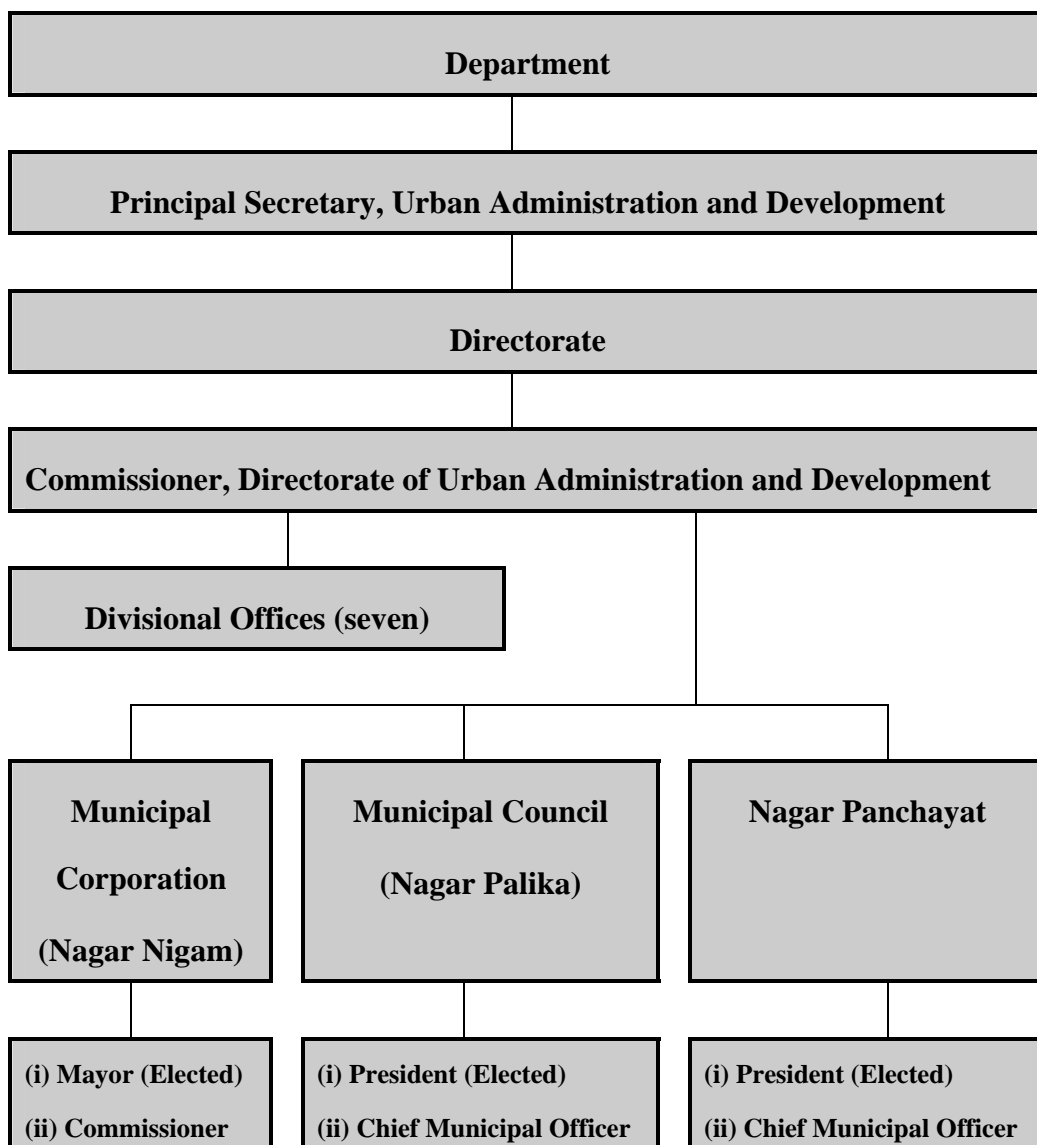 Department
Principal Secretary, Urban Administration and Development
Directorate
Commissioner, Directorate of Urban Administration and Development
Divisional Offices (seven)
Municipal
Corporation
(Nagar Nigam)
Municipal Council
(Nagar Palika)
Nagar Panchayat
(i) Mayor (Elected)
(ii) Commissioner
(i) President (Elected)
(ii) Chief Municipal Officer
(i) President (Elected)
(ii) Chief Municipal Officer